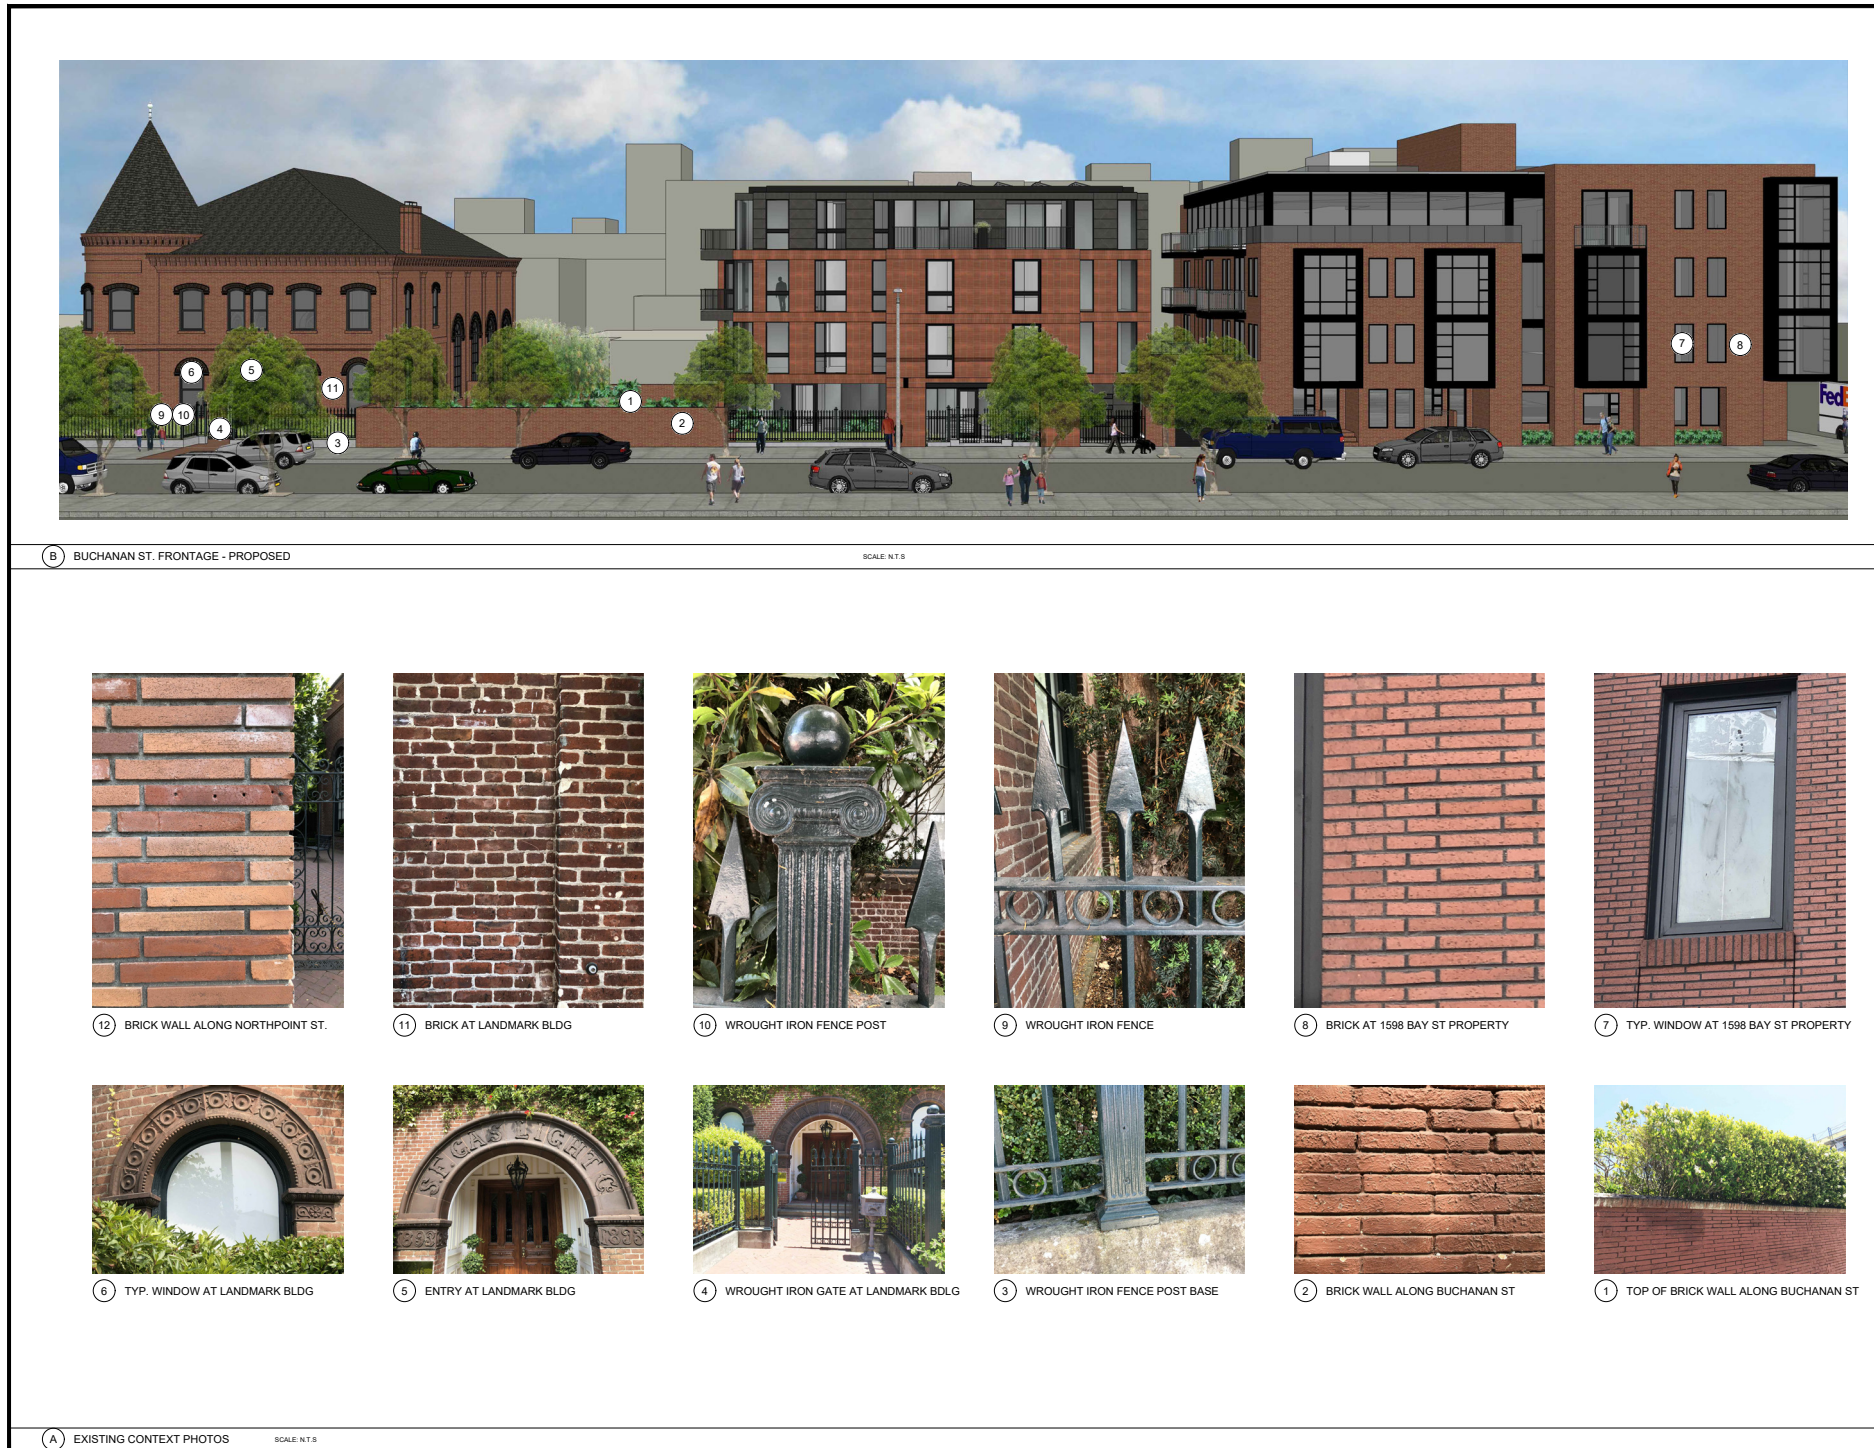 6
5
11
1
9
10
4
3
2
7
8
Fed
B BUCHANAN ST. FRONTAGE - PROPOSED
SCALE: N.T.S
12 BRICK WALL ALONG NORTHPOINT ST.
11 BRICK AT LANDMARK BLDG
10 WROUGHT IRON FENCE POST
9 WROUGHT IRON FENCE
8 BRICK AT 1598 BAY ST PROPERTY
7 TYP. WINDOW AT 1598 BAY ST PROPERTY
S.F. GAS LIGHT Co
1893
6 TYP. WINDOW AT LANDMARK BLDG
5 ENTRY AT LANDMARK BLDG
4 WROUGHT IRON GATE AT LANDMARK BDLG
3 WROUGHT IRON FENCE POST BASE
2 BRICK WALL ALONG BUCHANAN ST
1 TOP OF BRICK WALL ALONG BUCHANAN ST
A EXISTING CONTEXT PHOTOS
SCALE: N.T.S